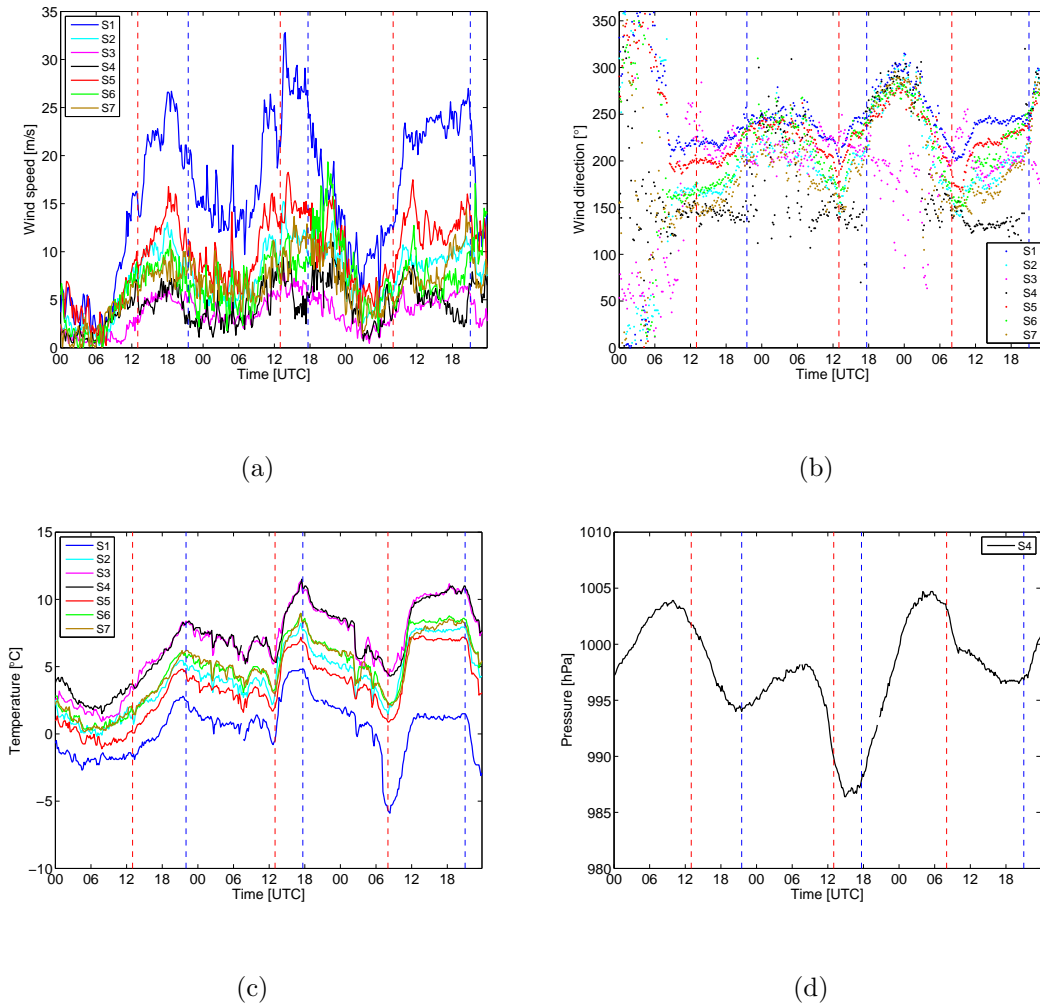 35
30
25
20
15
10
5
0
Wind speed [m/s]
S1
S2
S3
S4
S5
S6
S7
00 06 12 18 00 06 12 18 00 06 12 18
Time [UTC]
(a)
350
300
250
200
150
100
50
0
Wind direction [°]
S1
S2
S3
S4
S5
S6
S7
00 06 12 18 00 06 12 18 00 06 12 18
Time [UTC]
(b)
15
10
5
0
−5
−10
Temperature [°C]
S1
S2
S3
S4
S5
S6
S7
00 06 12 18 00 06 12 18 00 06 12 18
Time [UTC]
(c)
1010
1005
1000
995
990
985
980
Pressure [hPa]
S4
00 06 12 18 00 06 12 18 00 06 12 18
Time [UTC]
(d)